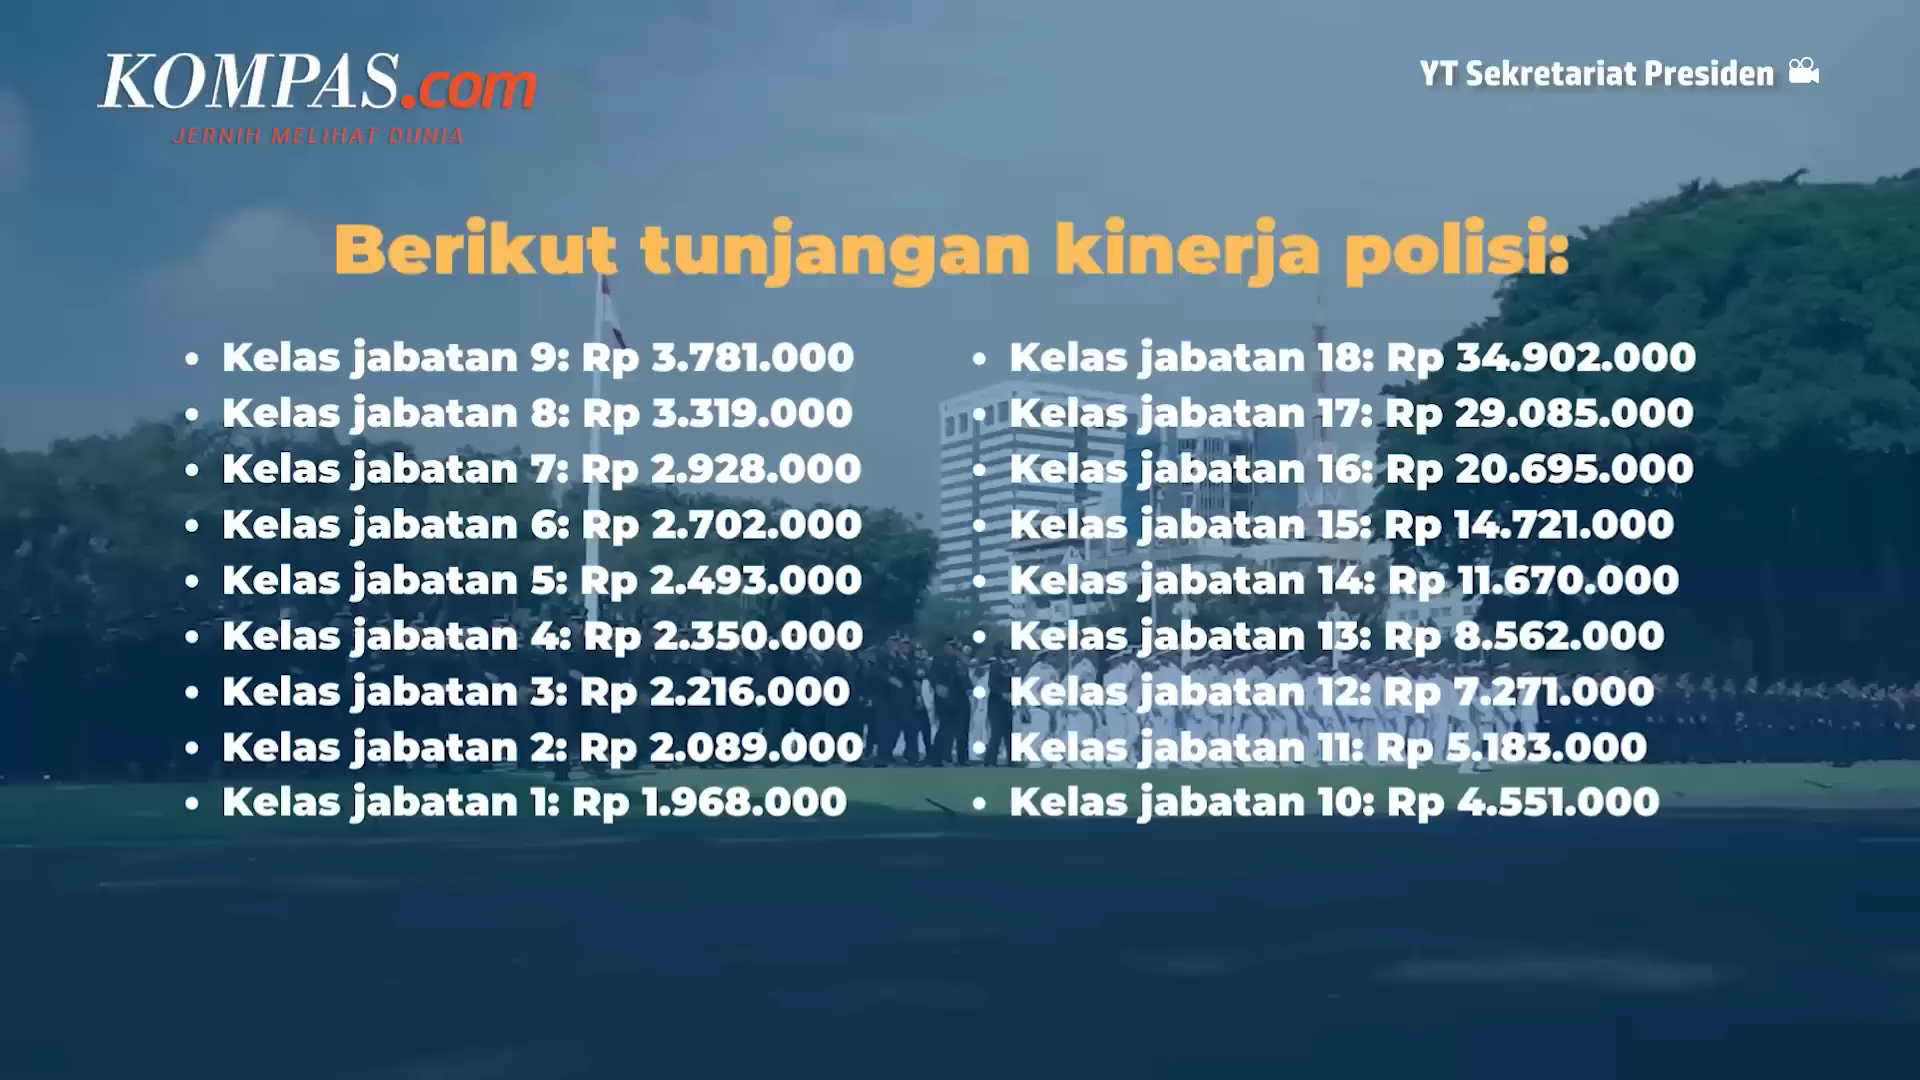 KOMPAS.com
JERNIH MELIHAT DUNIA
YT Sekretariat Presiden
Berikut tunjangan kinerja polisi:
• Kelas jabatan 9: Rp 3.781.000
• Kelas jabatan 8: Rp 3.319.000
• Kelas jabatan 7: Rp 2.928.000
• Kelas jabatan 6: Rp 2.702.000
• Kelas jabatan 5: Rp 2.493.000
• Kelas jabatan 4: Rp 2.350.000
• Kelas jabatan 3: Rp 2.216.000
• Kelas jabatan 2: Rp 2.089.000
• Kelas jabatan 1: Rp 1.968.000
• Kelas jabatan 18: Rp 34.902.000
• Kelas jabatan 17: Rp 29.085.000
• Kelas jabatan 16: Rp 20.695.000
• Kelas jabatan 15: Rp 14.721.000
• Kelas jabatan 14: Rp 11.670.000
• Kelas jabatan 13: Rp 8.562.000
• Kelas jabatan 12: Rp 7.271.000
• Kelas jabatan 11: Rp 5.183.000
• Kelas jabatan 10: Rp 4.551.000